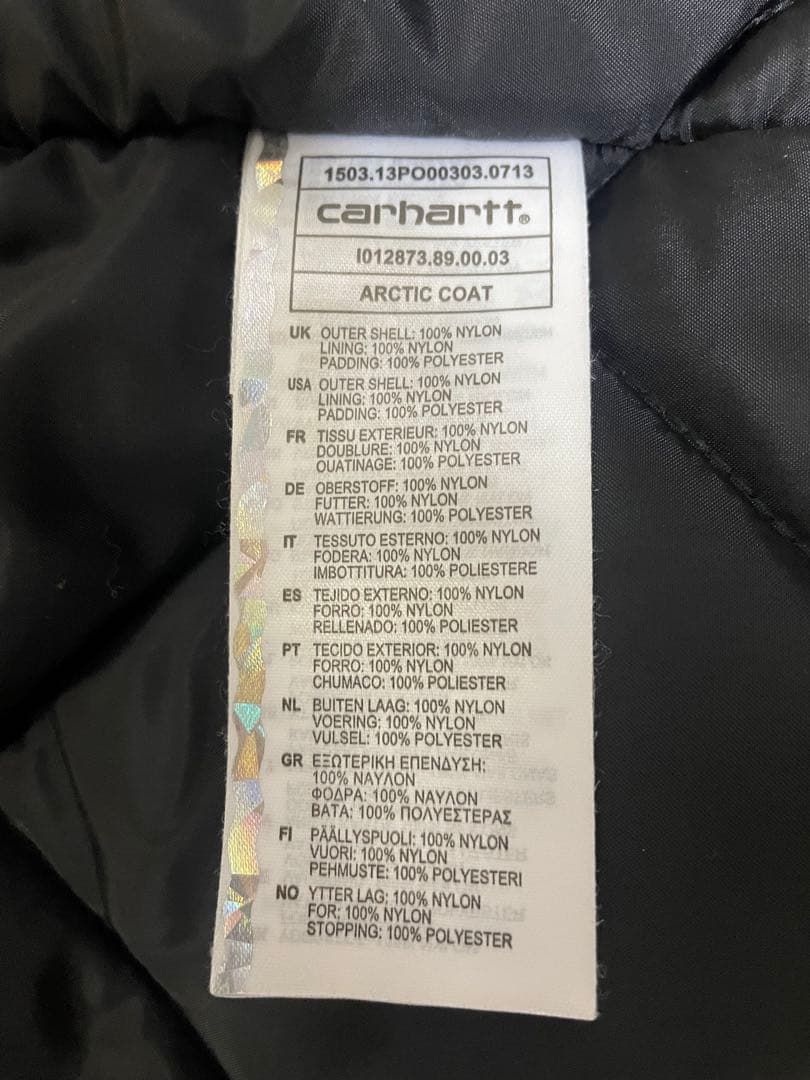 1503.13PO00303.0713
carhartt®
I012873.89.00.03
ARCTIC COAT
UK OUTER SHELL: 100% NYLON
LINING: 100% NYLON
PADDING: 100% POLYESTER
USA OUTER SHELL: 100% NYLON
LINING: 100% NYLON
PADDING: 100% POLYESTER
FR TISSU EXTERIEUR: 100% NYLON
DOUBLURE: 100% NYLON
OUATINAGE: 100% POLYESTER
DE OBERSTOFF: 100% NYLON
FUTTER: 100% NYLON
WATTIERUNG: 100% POLYESTER
IT TESSUTO ESTERNO: 100% NYLON
FODERA: 100% NYLON
IMBOTTITURA: 100% POLIESTERE
ES TEJIDO EXTERNO: 100% NYLON
FORRO: 100% NYLON
RELLENADO: 100% POLIESTER
PT TECIDO EXTERIOR: 100% NYLON
FORRO: 100% NYLON
CHUMACO: 100% POLIESTER
NL BUITEN LAAG: 100% NYLON
VOERING: 100% NYLON
VULSEL: 100% POLYESTER
GR ΕΞΩΤΕΡΙΚΗ ΕΠΕΝΔΥΣΗ:
100% ΝΑΥΛΟΝ
ΦΟΔΡΑ: 100% ΝΑΥΛΟΝ
ΒΑΤΑ: 100% ΠΟΛΥΕΣΤΕΡΑΣ
FI PÄÄLLYSPUOLI: 100% NYLON
VUORI: 100% NYLON
PEHMUSTE: 100% POLYESTERI
NO YTTER LAG: 100% NYLON
FOR: 100% NYLON
STOPPING: 100% POLYESTER